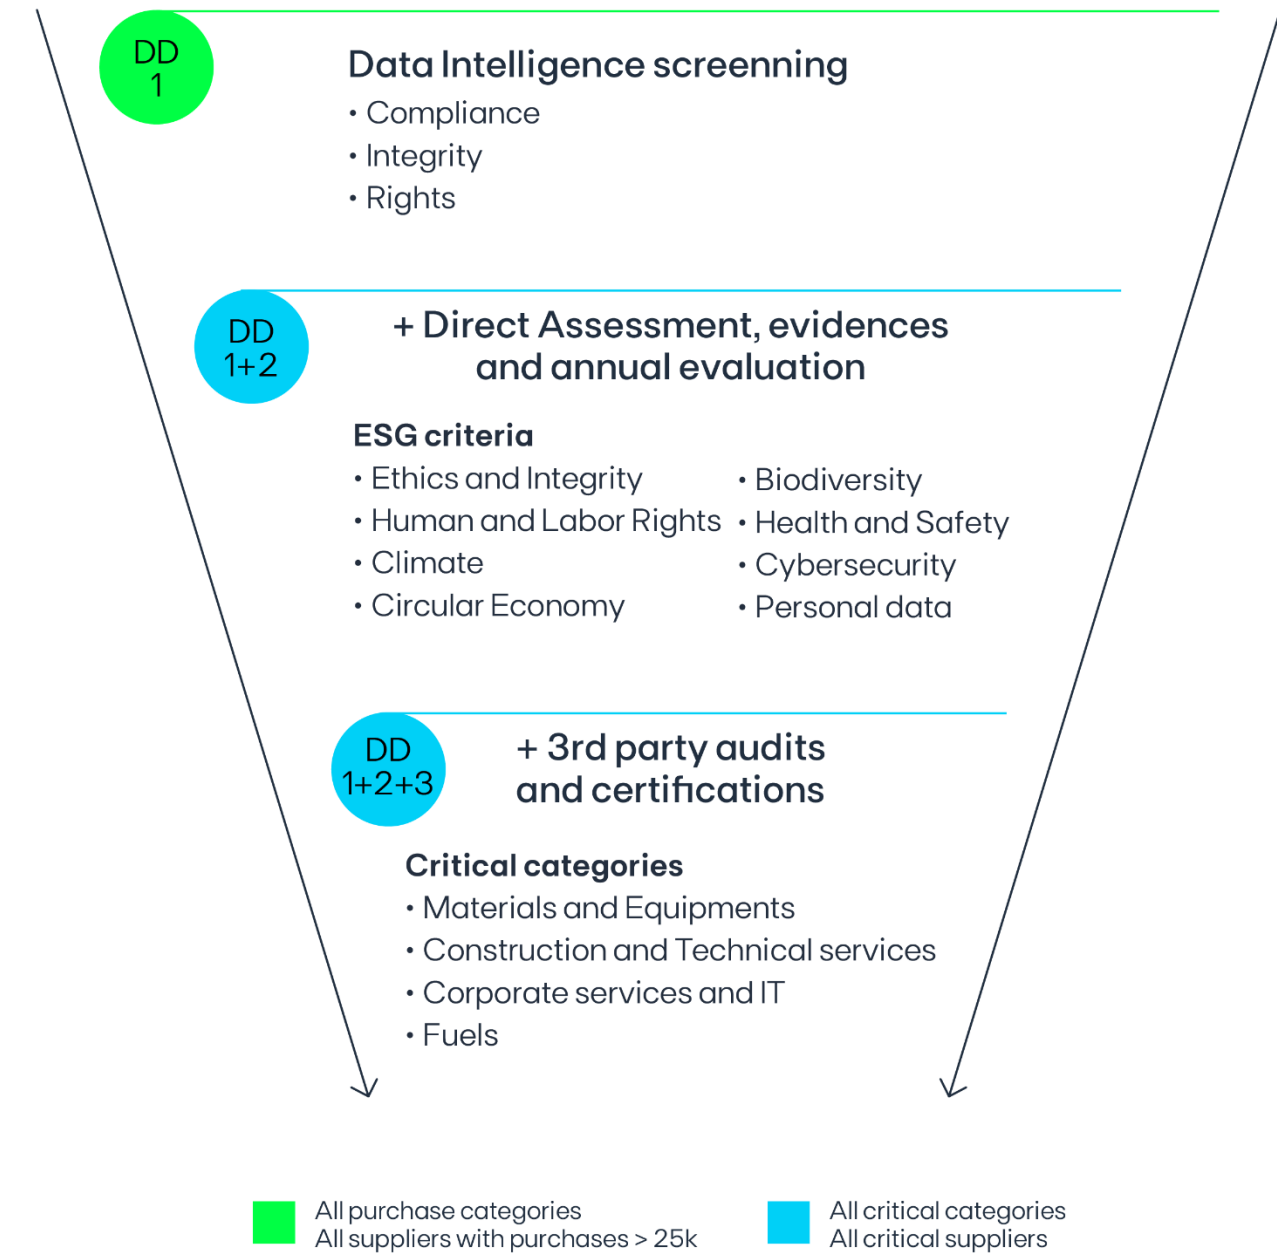 DD
1
Data Intelligence screenning
• Compliance
• Integrity
• Rights
DD
1+2
+ Direct Assessment, evidences
and annual evaluation
ESG criteria
• Ethics and Integrity
• Human and Labor Rights
• Climate
• Circular Economy
• Biodiversity
• Health and Safety
• Cybersecurity
• Personal data
DD
1+2+3
+ 3rd party audits
and certifications
Critical categories
• Materials and Equipments
• Construction and Technical services
• Corporate services and IT
• Fuels
All purchase categories
All suppliers with purchases > 25k
All critical categories
All critical suppliers